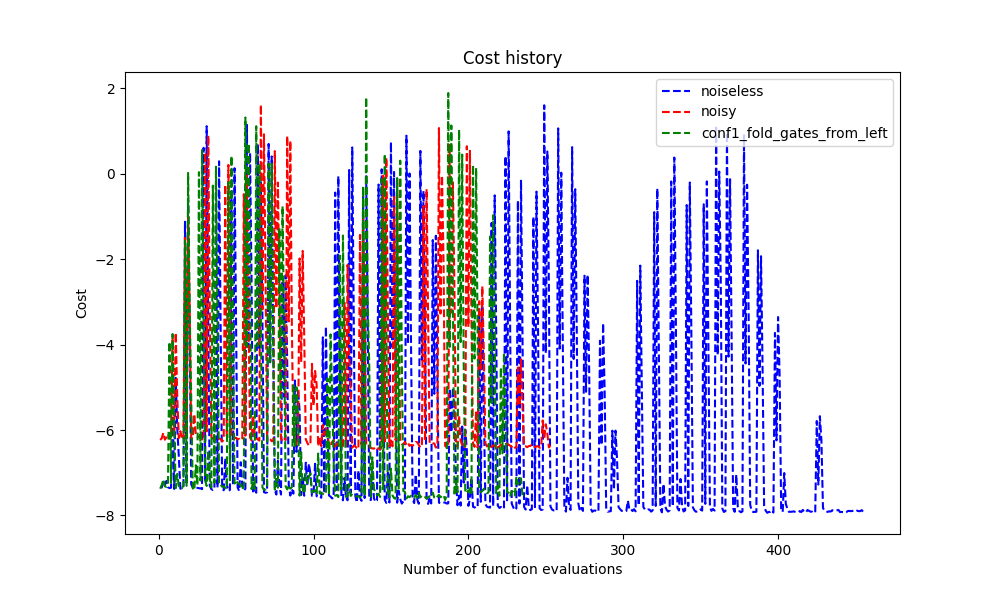 Cost history
noiseless
noisy
conf1_fold_gates_from_left
2
0
−2
−4
−6
−8
Cost
0 100 200 300 400
Number of function evaluations